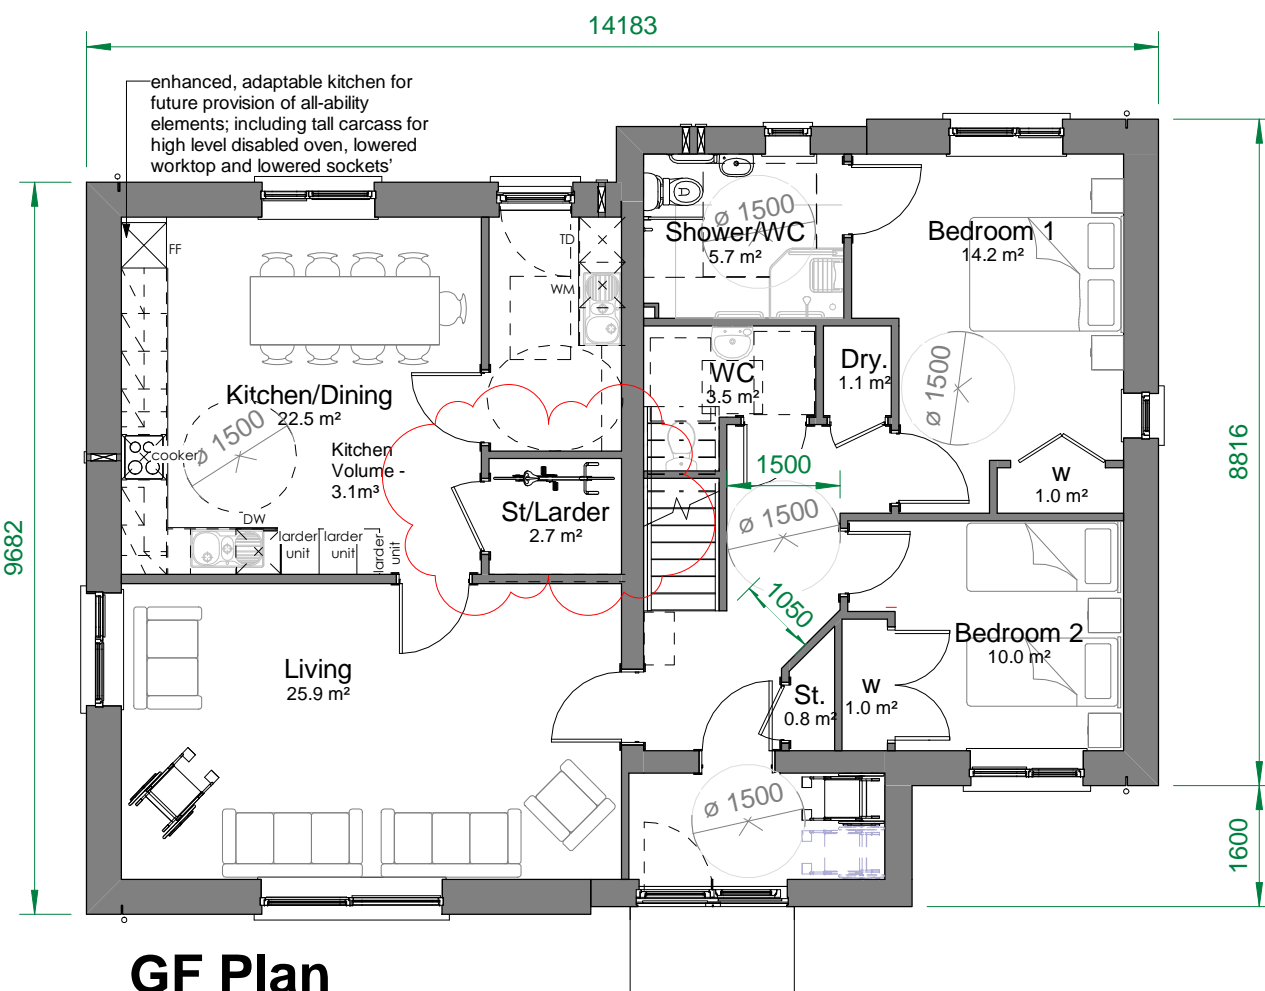 14183
enhanced, adaptable kitchen for
future provision of all-ability
elements; including tall carcass for
high level disabled oven, lowered
worktop and lowered sockets’
FF
TD
WM
ø 1500
Shower/WC
5.7 m²
Bedroom 1
14.2 m²
Kitchen/Dining
22.5 m²
ø 1500
Kitchen
Volume -
3.1m³
cooker
WC
3.5 m²
Dry.
1.1 m²
ø 1500
8816
1500
w
1.0 m²
DW
larder
unit
larder
unit
larder
unit
St/Larder
2.7 m²
ø 1500
9682
1050
Living
25.9 m²
Bedroom 2
10.0 m²
St.
0.8 m²
w
1.0 m²
ø 1500
1600
GF Plan